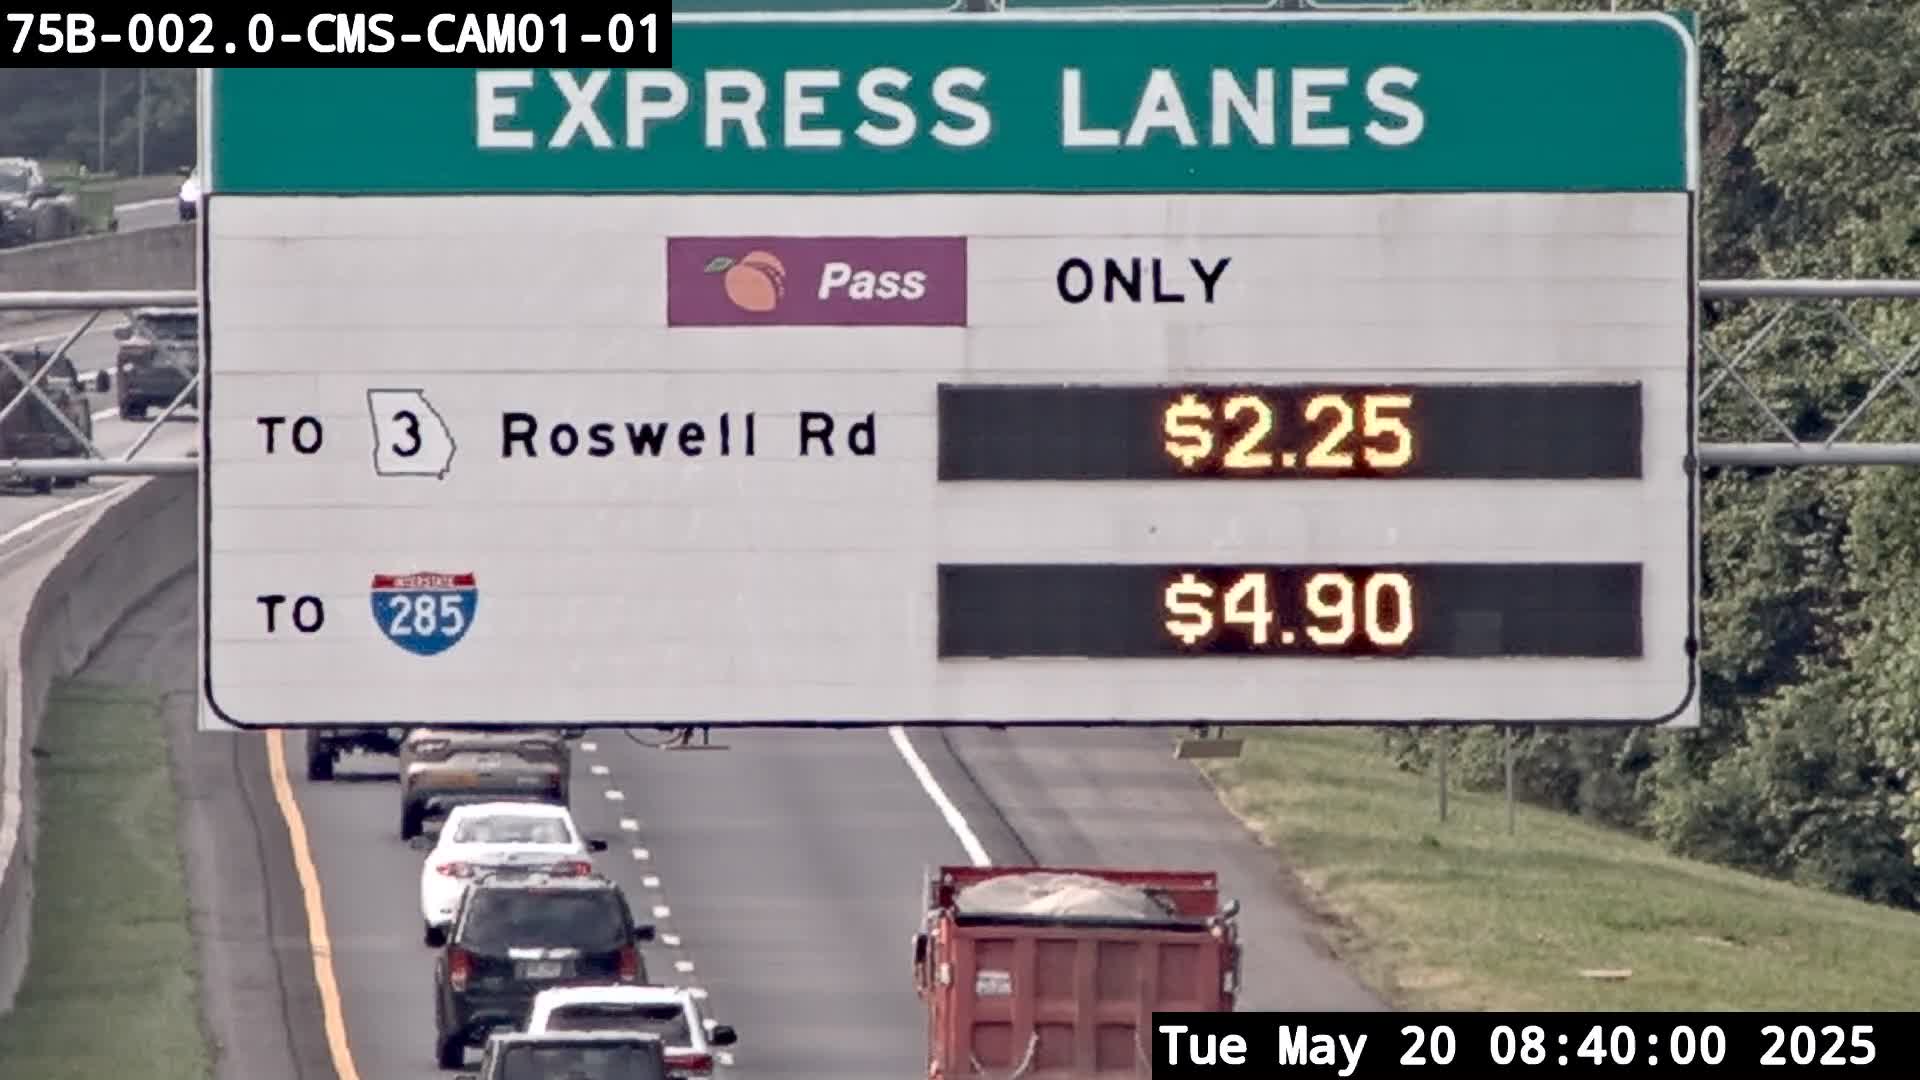 75B-002.0-CMS-CAM01-01
EXPRESS LANES
Pass ONLY
TO 3 Roswell Rd $2.25
TO INTERSTATE 285 $4.90
Tue May 20 08:40:00 2025